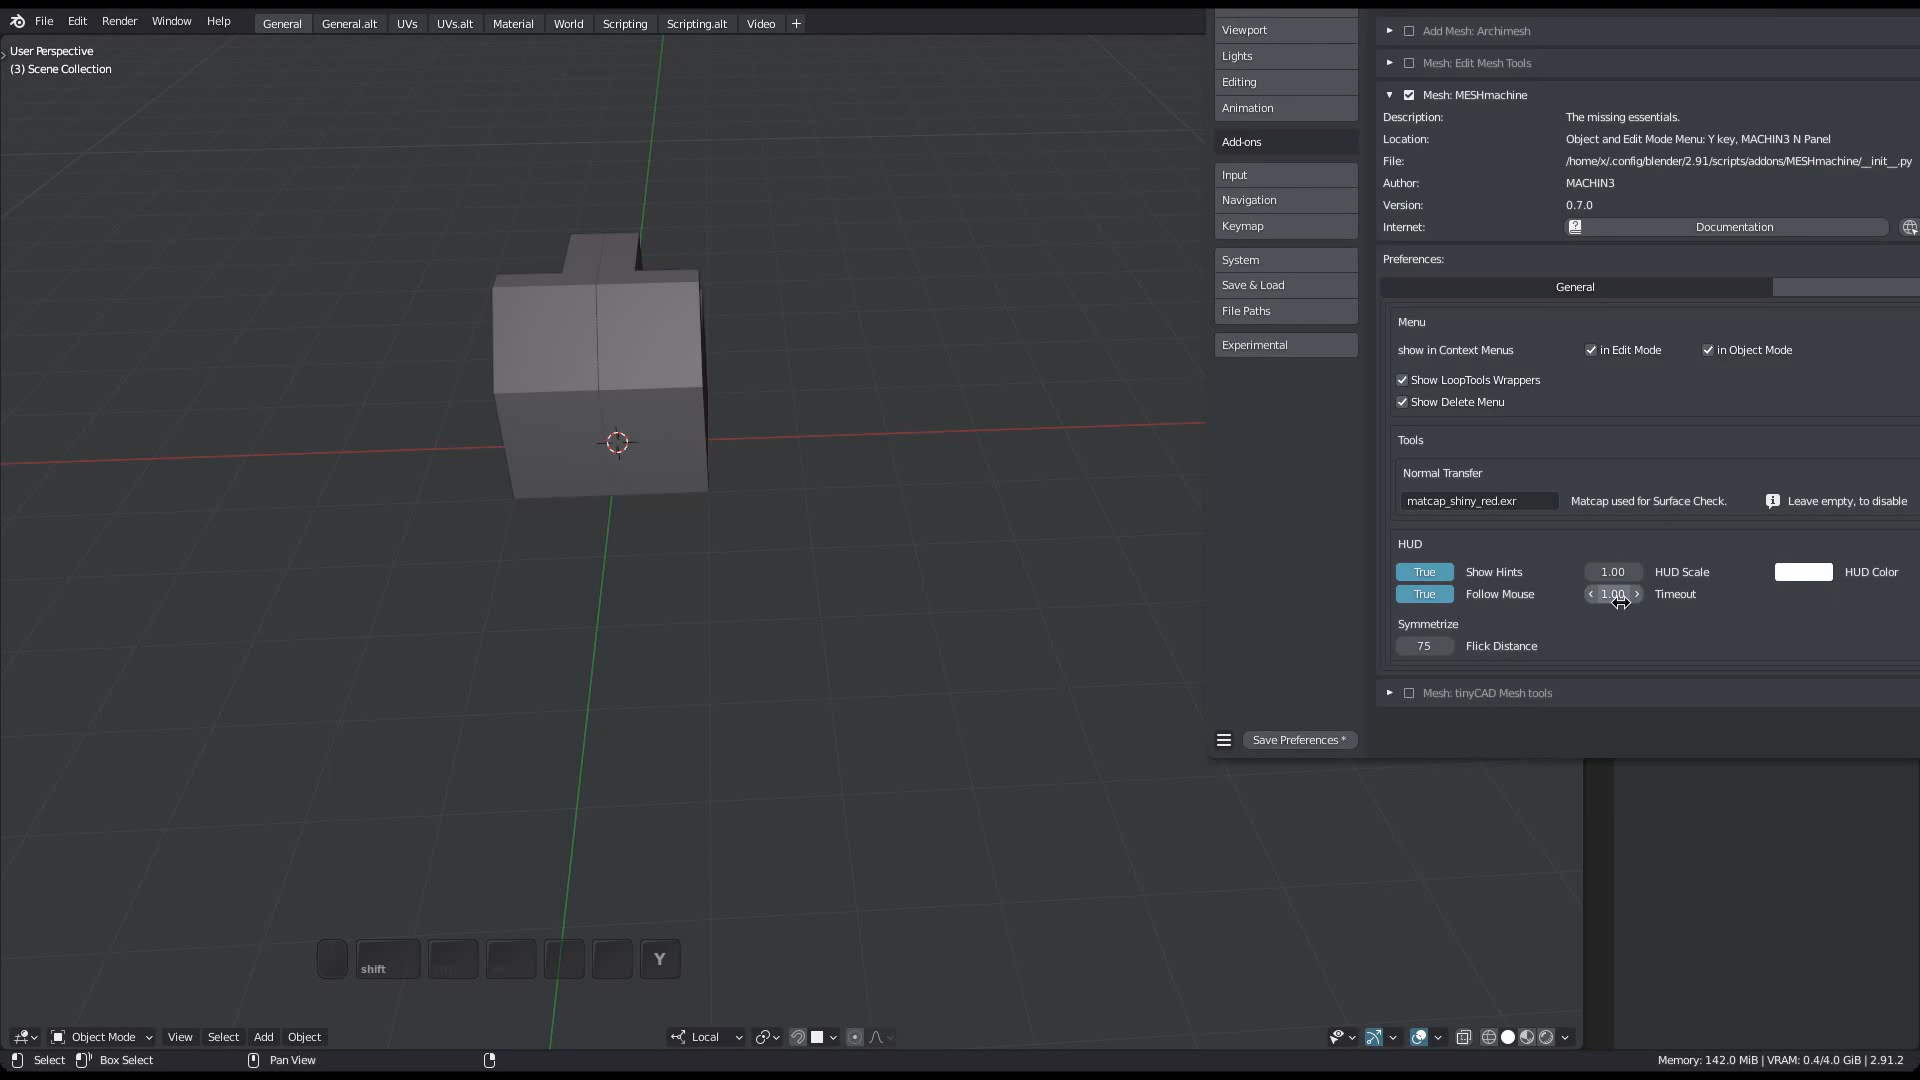 File Edit Render Window Help General General.alt UVs UVs.alt Material World Scripting Scripting.alt Video +
User Perspective
(3) Scene Collection
Viewport
Lights
Editing
Animation
Add-ons
Input
Navigation
Keymap
System
Save & Load
File Paths
Experimental
Save Preferences *
Add Mesh: Archimesh
Mesh: Edit Mesh Tools
Mesh: MESHmachine
Description: The missing essentials.
Location: Object and Edit Mode Menu: Y key, MACHIN3 N Panel
File: /home/x/.config/blender/2.91/scripts/addons/MESHmachine/__init__.py
Author: MACHIN3
Version: 0.7.0
Internet: Documentation
Preferences:
General
Menu
show in Context Menus in Edit Mode in Object Mode
Show LoopTools Wrappers
Show Delete Menu
Tools
Normal Transfer
matcap_shiny_red.exr Matcap used for Surface Check. Leave empty, to disable
HUD
True Show Hints 1.00 HUD Scale HUD Color
True Follow Mouse 1.00 Timeout
Symmetrize
75 Flick Distance
Mesh: tinyCAD Mesh tools
shift Y
Object Mode View Select Add Object Local
Select Box Select Pan View Memory: 142.0 MiB | VRAM: 0.4/4.0 GiB | 2.91.2